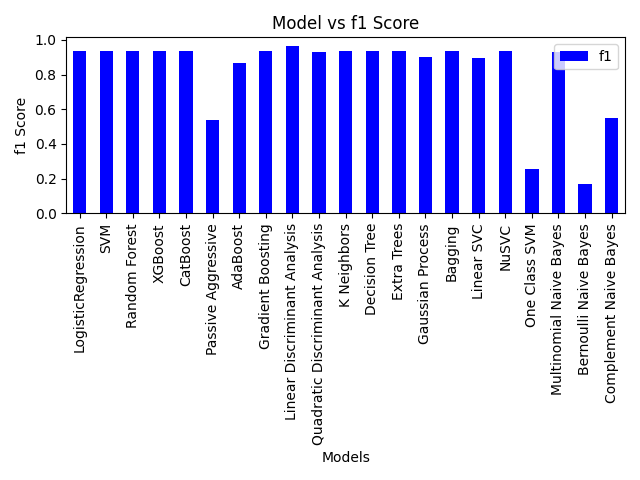 Model vs f1 Score
f1
f1 Score
1.0
0.8
0.6
0.4
0.2
0.0
LogisticRegression
SVM
Random Forest
XGBoost
CatBoost
Passive Aggressive
AdaBoost
Gradient Boosting
Linear Discriminant Analysis
Quadratic Discriminant Analysis
K Neighbors
Decision Tree
Extra Trees
Gaussian Process
Bagging
Linear SVC
NuSVC
One Class SVM
Multinomial Naive Bayes
Bernoulli Naive Bayes
Complement Naive Bayes
Models